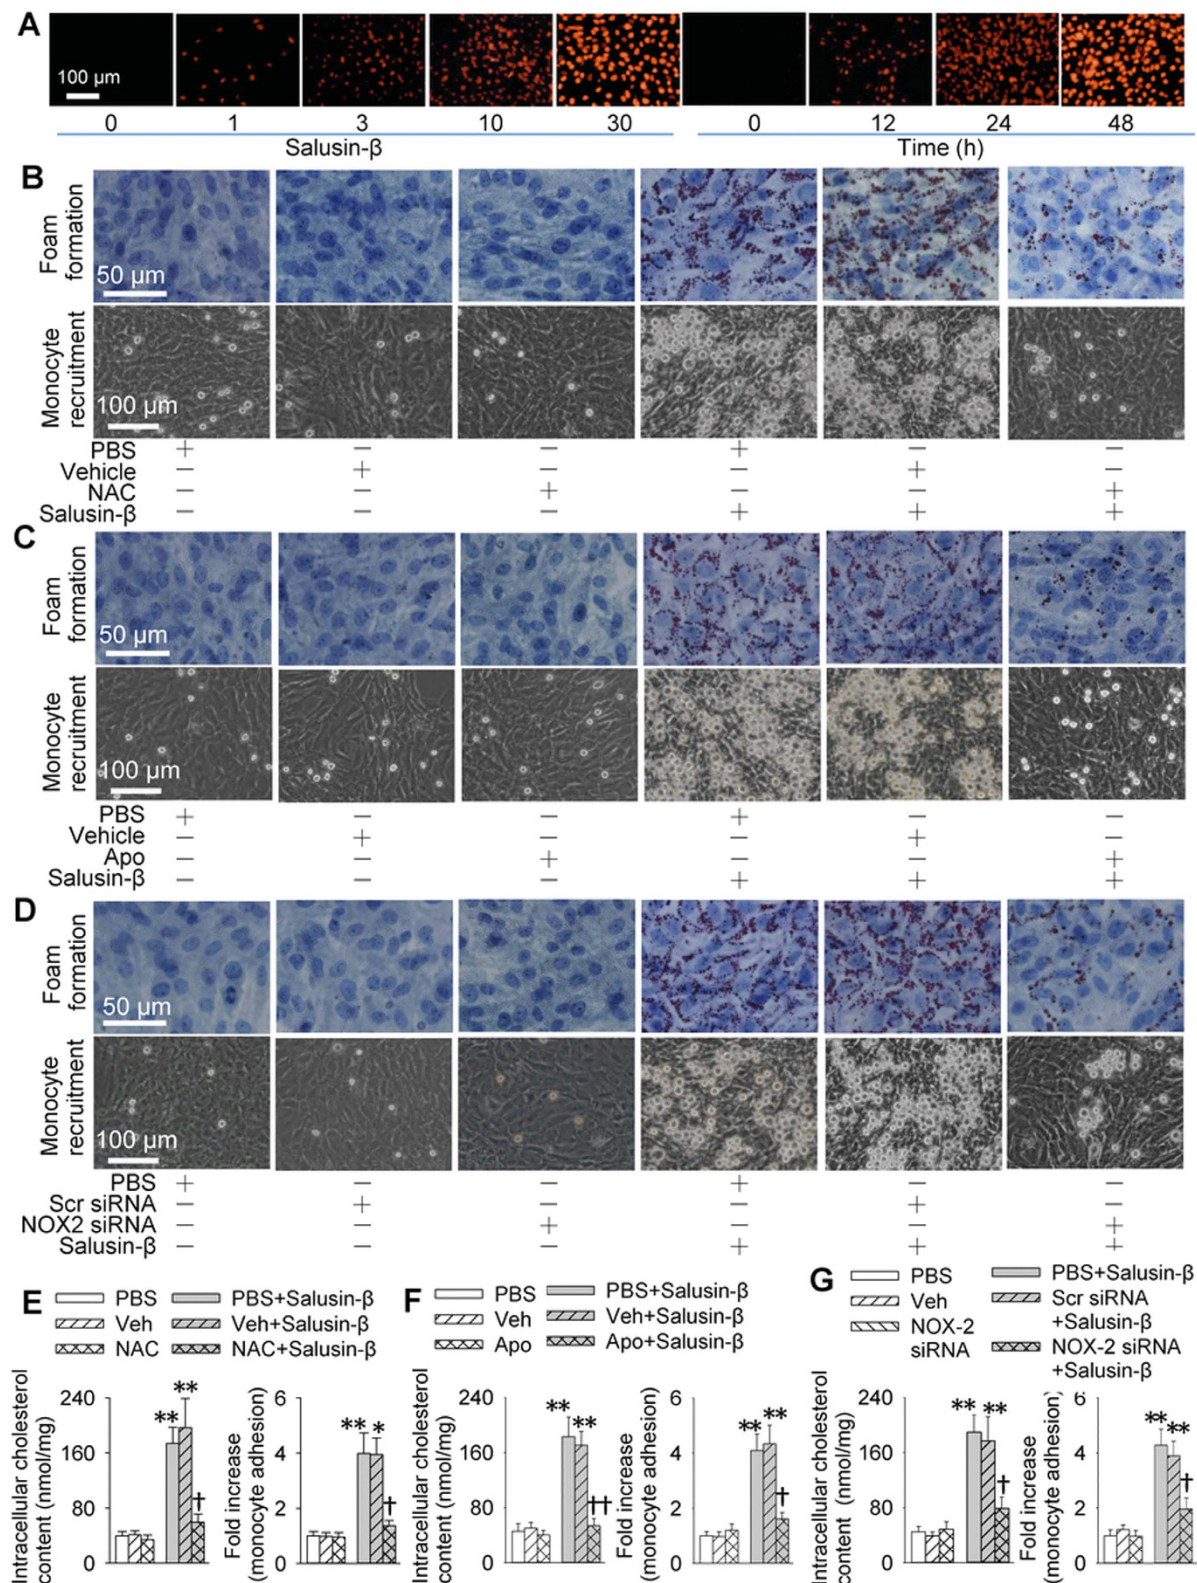 A
100 µm
0 1 3 10 30 0 12 24 48
Salusin-β Time (h)
B
Foam
formation
50 µm
Monocyte
recruitment
100 µm
PBS + − − + − −
Vehicle − + − − + −
NAC − − + − − +
Salusin-β − − − + + +
C
Foam
formation
50 µm
Monocyte
recruitment
100 µm
PBS + − − + − −
Vehicle − + − − + −
Apo − − + − − +
Salusin-β − − − + + +
D
Foam
formation
50 µm
Monocyte
recruitment
100 µm
PBS + − − + − −
Scr siRNA − + − − + −
NOX2 siRNA − − + − − +
Salusin-β − − − + + +
E
PBS PBS+Salusin-β
Veh Veh+Salusin-β
NAC NAC+Salusin-β
Intracellular cholesterol
content (nmol/mg)
240
160
80
0
** ** †
Fold increase
(monocyte adhesion)
6
4
2
0
** * †
F
PBS PBS+Salusin-β
Veh Veh+Salusin-β
Apo Apo+Salusin-β
Intracellular cholesterol
content (nmol/mg)
240
160
80
0
** ** ††
Fold increase
(monocyte adhesion)
6
4
2
0
** ** †
G
PBS PBS+Salusin-β
Veh Scr siRNA
+Salusin-β
NOX-2
siRNA
NOX-2 siRNA
+Salusin-β
Intracellular cholesterol
content (nmol/mg)
240
160
80
0
** ** †
Fold increase
(monocyte adhesion)
6
4
2
0
** ** †